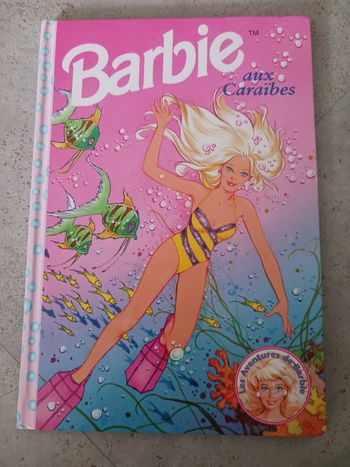 Barbie™
aux
Caraïbes
Les Aventures de Barbie